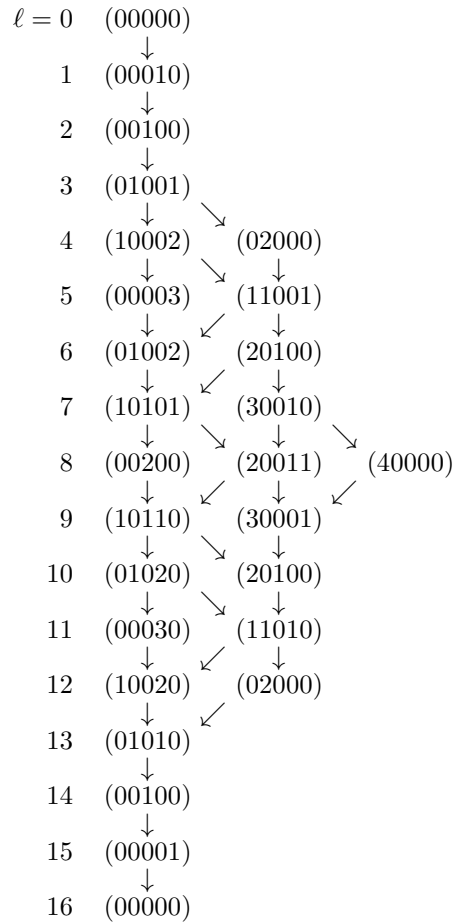 ℓ = 0 (00000)
1 (00010)
2 (00100)
3 (01001)
4 (10002) (02000)
5 (00003) (11001)
6 (01002) (20100)
7 (10101) (30010)
8 (00200) (20011) (40000)
9 (10110) (30001)
10 (01020) (20100)
11 (00030) (11010)
12 (10020) (02000)
13 (01010)
14 (00100)
15 (00001)
16 (00000)